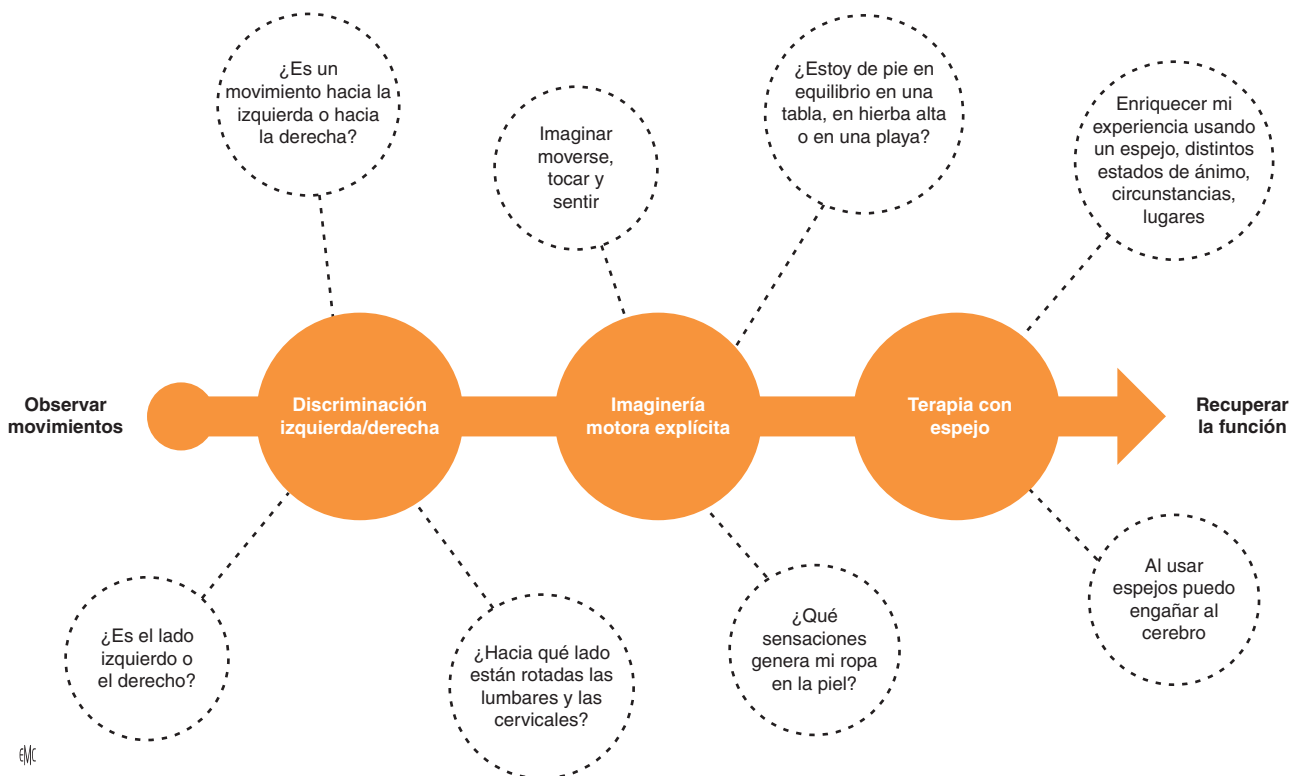 ¿Es un
movimiento hacia la
izquierda o hacia
la derecha?
Imaginar
moverse,
tocar y
sentir
¿Estoy de pie en
equilibrio en una
tabla, en hierba alta
o en una playa?
Enriquecer mi
experiencia usando
un espejo, distintos
estados de ánimo,
circunstancias,
lugares
Observar
movimientos
Discriminación
izquierda/derecha
Imaginería
motora explícita
Terapia con
espejo
Recuperar
la función
¿Es el lado
izquierdo o
el derecho?
¿Hacia qué lado
están rotadas las
lumbares y las
cervicales?
¿Qué
sensaciones
genera mi ropa
en la piel?
Al usar
espejos puedo
engañar al
cerebro
EMC